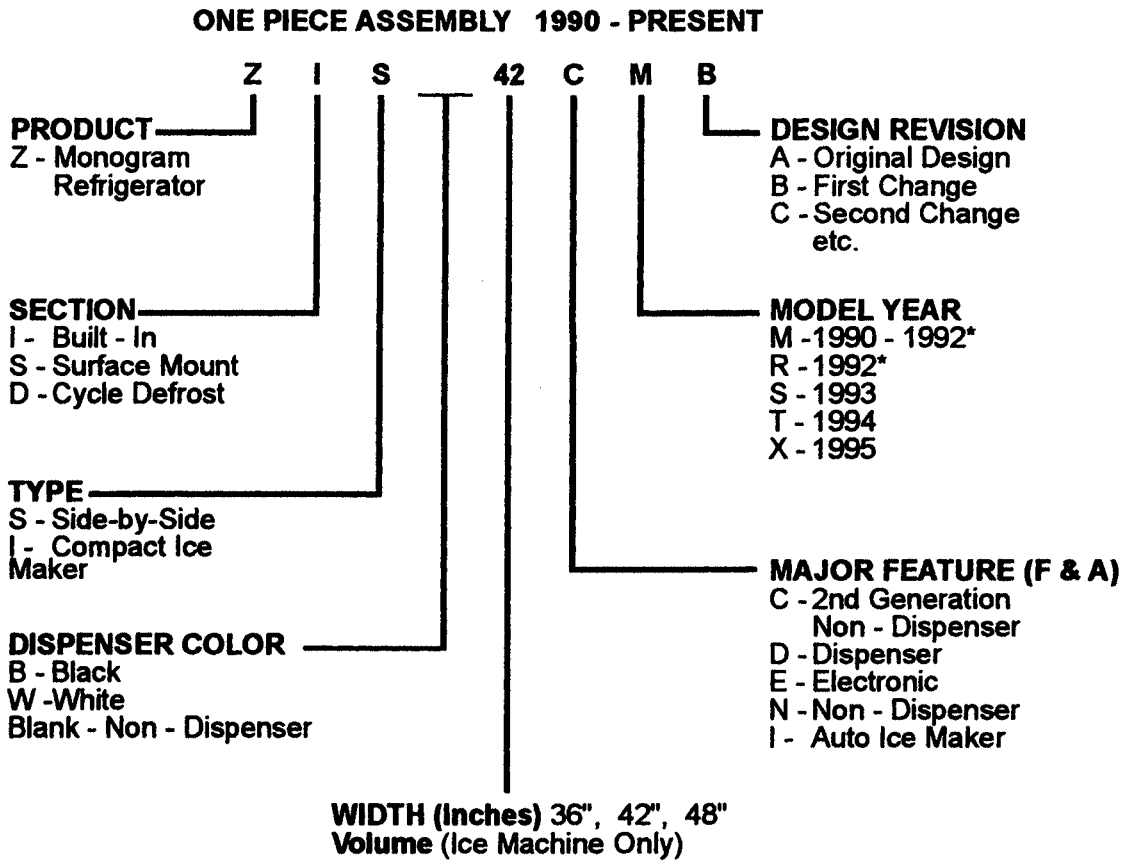 ONE PIECE ASSEMBLY 1990 - PRESENT
Z I S __ 42 C M B
PRODUCT
Z - Monogram
Refrigerator
SECTION
I - Built - In
S - Surface Mount
D - Cycle Defrost
TYPE
S - Side-by-Side
I - Compact Ice
Maker
DISPENSER COLOR
B - Black
W -White
Blank - Non - Dispenser
WIDTH (Inches) 36", 42", 48"
Volume (Ice Machine Only)
DESIGN REVISION
A - Original Design
B - First Change
C - Second Change
etc.
MODEL YEAR
M -1990 - 1992*
R -1992*
S - 1993
T - 1994
X - 1995
MAJOR FEATURE (F & A)
C - 2nd Generation
Non - Dispenser
D - Dispenser
E - Electronic
N - Non - Dispenser
I - Auto Ice Maker